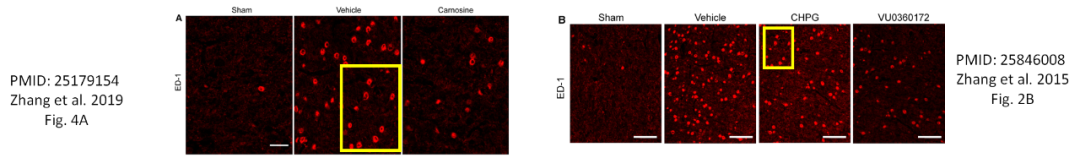 PMID: 25179154
Zhang et al. 2019
Fig. 4A
A
Sham
Vehicle
Carnosine
ED-1
B
Sham
Vehicle
CHPG
VU0360172
ED-1
PMID: 25846008
Zhang et al. 2015
Fig. 2B